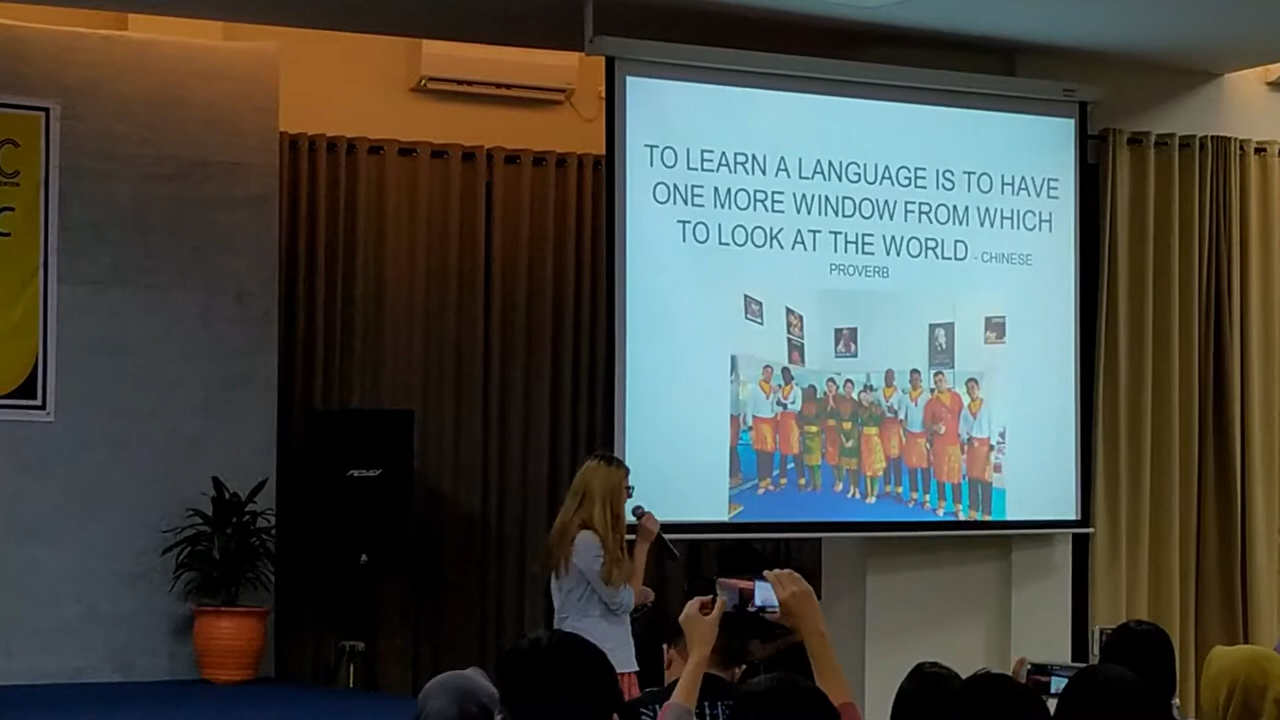 C
C
TO LEARN A LANGUAGE IS TO HAVE
ONE MORE WINDOW FROM WHICH
TO LOOK AT THE WORLD - CHINESE
PROVERB